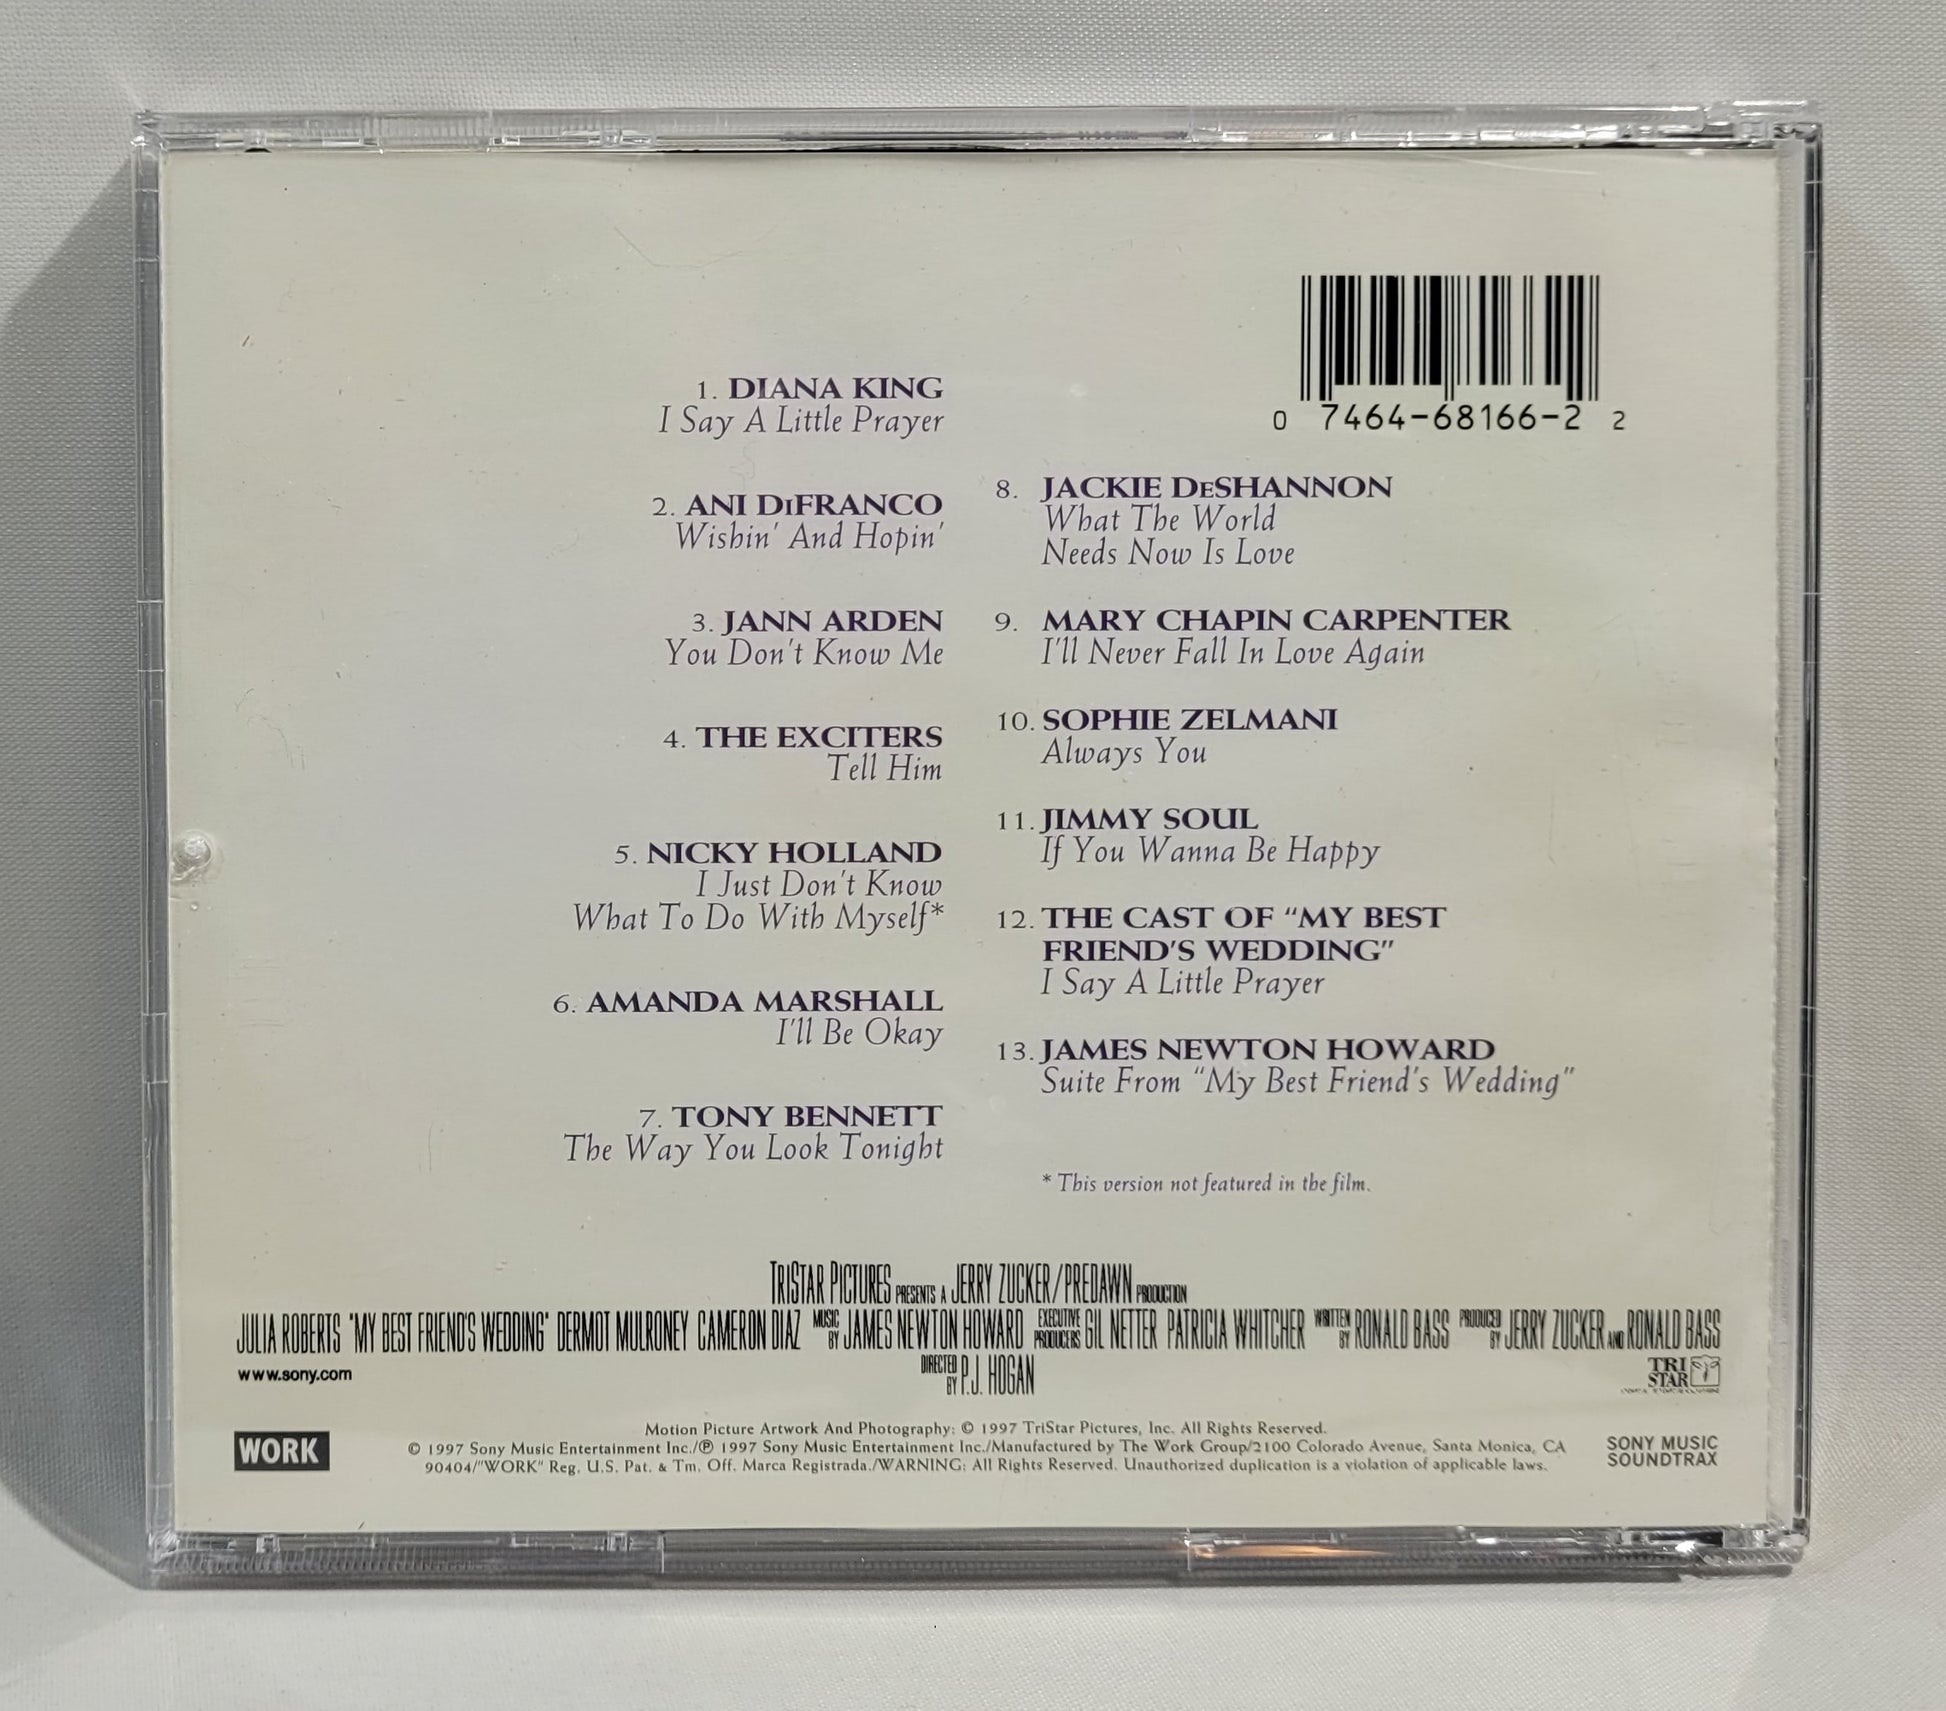 0 7464-68166-2 2
1. DIANA KING
I Say A Little Prayer
2. ANI DiFRANCO
Wishin' And Hopin'
3. JANN ARDEN
You Don't Know Me
4. THE EXCITERS
Tell Him
5. NICKY HOLLAND
I Just Don't Know
What To Do With Myself*
6. AMANDA MARSHALL
I'll Be Okay
7. TONY BENNETT
The Way You Look Tonight
8. JACKIE DeSHANNON
What The World
Needs Now Is Love
9. MARY CHAPIN CARPENTER
I'll Never Fall In Love Again
10. SOPHIE ZELMANI
Always You
11. JIMMY SOUL
If You Wanna Be Happy
12. THE CAST OF "MY BEST
FRIEND'S WEDDING"
I Say A Little Prayer
13. JAMES NEWTON HOWARD
Suite From "My Best Friend's Wedding"
* This version not featured in the film.
TRISTAR PICTURES PRESENTS A JERRY ZUCKER/PREDAWN PRODUCTION
JULIA ROBERTS "MY BEST FRIEND'S WEDDING" DERMOT MULRONEY CAMERON DIAZ MUSIC BY JAMES NEWTON HOWARD EXECUTIVE PRODUCERS GIL NETTER PATRICIA WHITCHER WRITTEN BY RONALD BASS PRODUCED BY JERRY ZUCKER AND RONALD BASS
DIRECTED BY P.J. HOGAN
www.sony.com
TRI STAR
WORK
Motion Picture Artwork And Photography: © 1997 TriStar Pictures, Inc. All Rights Reserved.
© 1997 Sony Music Entertainment Inc./℗ 1997 Sony Music Entertainment Inc./Manufactured by The Work Group/2100 Colorado Avenue, Santa Monica, CA
90404/"WORK" Reg. U.S. Pat. & Tm. Off. Marca Registrada./WARNING: All Rights Reserved. Unauthorized duplication is a violation of applicable laws.
SONY MUSIC
SOUNDTRAX